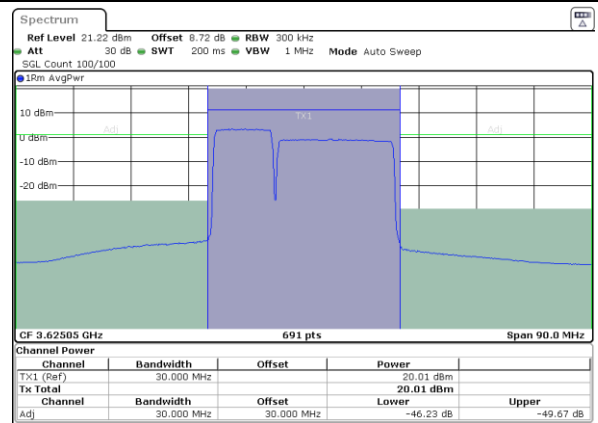 Spectrum
Ref Level 21.22 dBm Offset 8.72 dB RBW 300 kHz
Att 30 dB SWT 200 ms VBW 1 MHz Mode Auto Sweep
SGL Count 100/100
1Rm AvgPwr
10 dBm
TX1
Adj
Adj
0 dBm
-10 dBm
-20 dBm
CF 3.62505 GHz 691 pts Span 90.0 MHz
Channel Power
Channel Bandwidth Offset Power
TX1 (Ref) 30.000 MHz 20.01 dBm
Tx Total 20.01 dBm
Channel Bandwidth Offset Lower Upper
Adj 30.000 MHz 30.000 MHz -46.23 dB -49.67 dB